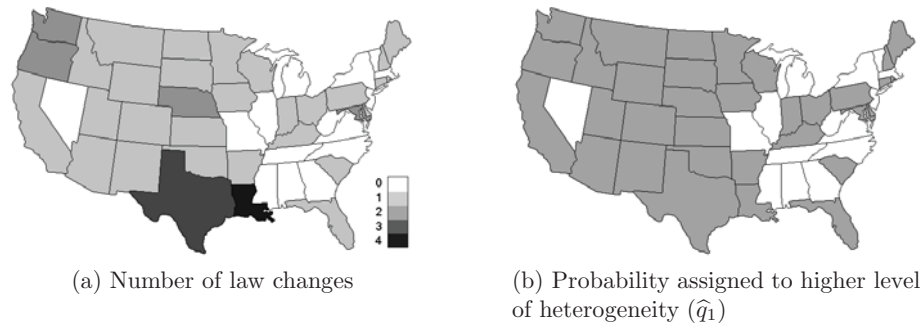 0
1
2
3
4
(a) Number of law changes
(b) Probability assigned to higher level
of heterogeneity (q̂₁)